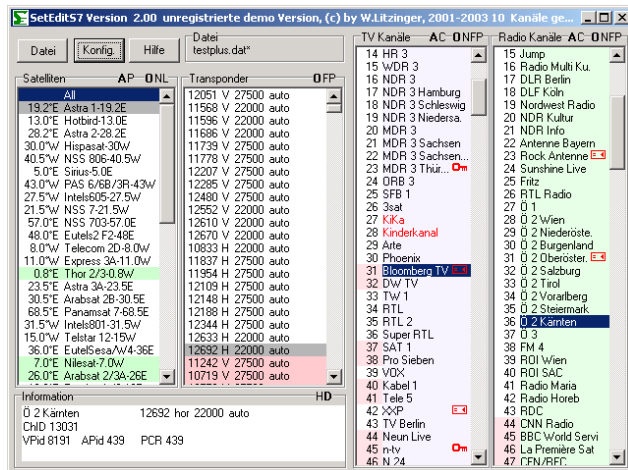 SetEditS7 Version 2.00 unregistrierte demo Version, (c) by W.Litzinger, 2001-2003 10 Kanäle ge...
Datei
Konfig.
Hilfe
Datei
testplus.dat*
Satelliten AP ONL
All
19.2°E Astra 1-19.2E
13.0°E Hotbird-13.0E
28.2°E Astra 2-28.2E
30.0°W Hispasat-30W
40.5°W NSS 806-40.5W
5.0°E Sirius-5.0E
43.0°W PAS 6/6B/3R-43W
27.5°W Intels605-27.5W
21.5°W NSS 7-21.5W
57.0°E NSS 703-57.0E
48.0°E Eutels2 F2-48E
8.0°W Telecom 2D-8.0W
11.0°W Express 3A-11.0W
0.8°E Thor 2/3-0.8W
23.5°E Astra 3A-23.5E
30.5°E Arabsat 2B-30.5E
68.5°E Panamsat 7-68.5E
31.5°W Intels801-31.5W
15.0°W Telstar 12-15W
36.0°E EutelSesa/W4-36E
7.0°E Nilesat-7.0W
26.0°E Arabsat 2/3A-26E
Transponder OFP
12051 V 27500 auto
11568 V 22000 auto
11596 V 22000 auto
11686 V 22000 auto
11739 V 27500 auto
11778 V 27500 auto
12207 V 27500 auto
12285 V 27500 auto
12480 V 27500 auto
12552 V 22000 auto
12610 V 22000 auto
12670 V 22000 auto
10833 H 22000 auto
11837 H 27500 auto
11954 H 27500 auto
12109 H 27500 auto
12148 H 27500 auto
12188 H 27500 auto
12344 H 27500 auto
12633 H 22000 auto
12692 H 22000 auto
11242 V 27500 auto
10719 V 27500 auto
TV Kanäle AC ONFP
14 HR 3
15 WDR 3
16 NDR 3
17 NDR 3 Hamburg
18 NDR 3 Schleswig
19 NDR 3 Niedersa.
20 MDR 3
21 MDR 3 Sachsen
22 MDR 3 Sachsen...
23 MDR 3 Thür...
24 ORB 3
25 SFB 1
26 3sat
27 KiKa
28 Kinderkanal
29 Arte
30 Phoenix
31 Bloomberg TV
32 DW TV
33 TW 1
34 RTL
35 RTL 2
36 Super RTL
37 SAT 1
38 Pro Sieben
39 VOX
40 Kabel 1
41 Tele 5
42 XXP
43 TV Berlin
44 Neun Live
45 n-tv
46 N 24
Radio Kanäle AC ONFP
15 Jump
16 Radio Multi Ku.
17 DLR Berlin
18 DLF Köln
19 Nordwest Radio
20 NDR Kultur
21 NDR Info
22 Antenne Bayern
23 Rock Antenne
24 Sunshine Live
25 Fritz
26 RTL Radio
27 Ö 1
28 Ö 2 Wien
29 Ö 2 Niederöste.
30 Ö 2 Burgenland
31 Ö 2 Oberöster.
32 Ö 2 Salzburg
33 Ö 2 Tirol
34 Ö 2 Vorarlberg
35 Ö 2 Steiermark
36 Ö 2 Kärnten
37 Ö 3
38 FM 4
39 ROI Wien
40 ROI SAC
41 Radio Maria
42 Radio Horeb
43 RDC
44 CNN Radio
45 BBC World Servi
46 La Première Sat
47 CFN/RFC
Information HD
Ö 2 Kärnten 12692 hor 22000 auto
ChID 13031
VPid 8191 APid 439 PCR 439